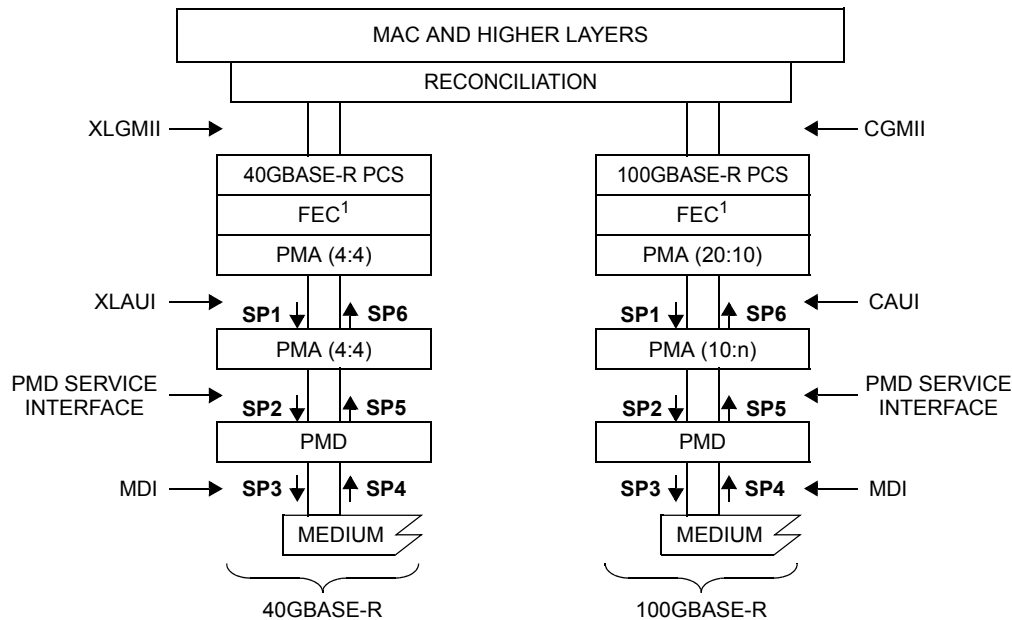 MAC AND HIGHER LAYERS
RECONCILIATION
XLGMII
CGMII
40GBASE-R PCS
100GBASE-R PCS
FEC1
FEC1
PMA (4:4)
PMA (20:10)
XLAUI
CAUI
SP1
SP6
SP1
SP6
PMA (4:4)
PMA (10:n)
PMD SERVICE
INTERFACE
PMD SERVICE
INTERFACE
SP2
SP5
SP2
SP5
PMD
PMD
MDI
SP3
SP4
SP3
SP4
MDI
MEDIUM
MEDIUM
40GBASE-R
100GBASE-R